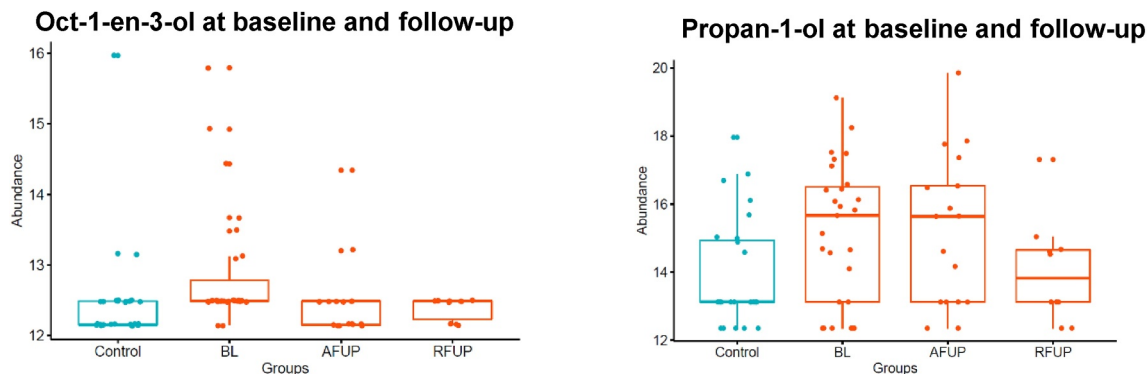 Oct-1-en-3-ol at baseline and follow-up
16
15
14
13
12
Abundance
Control BL AFUP RFUP
Groups
Propan-1-ol at baseline and follow-up
20
18
16
14
12
Abundance
Control BL AFUP RFUP
Groups